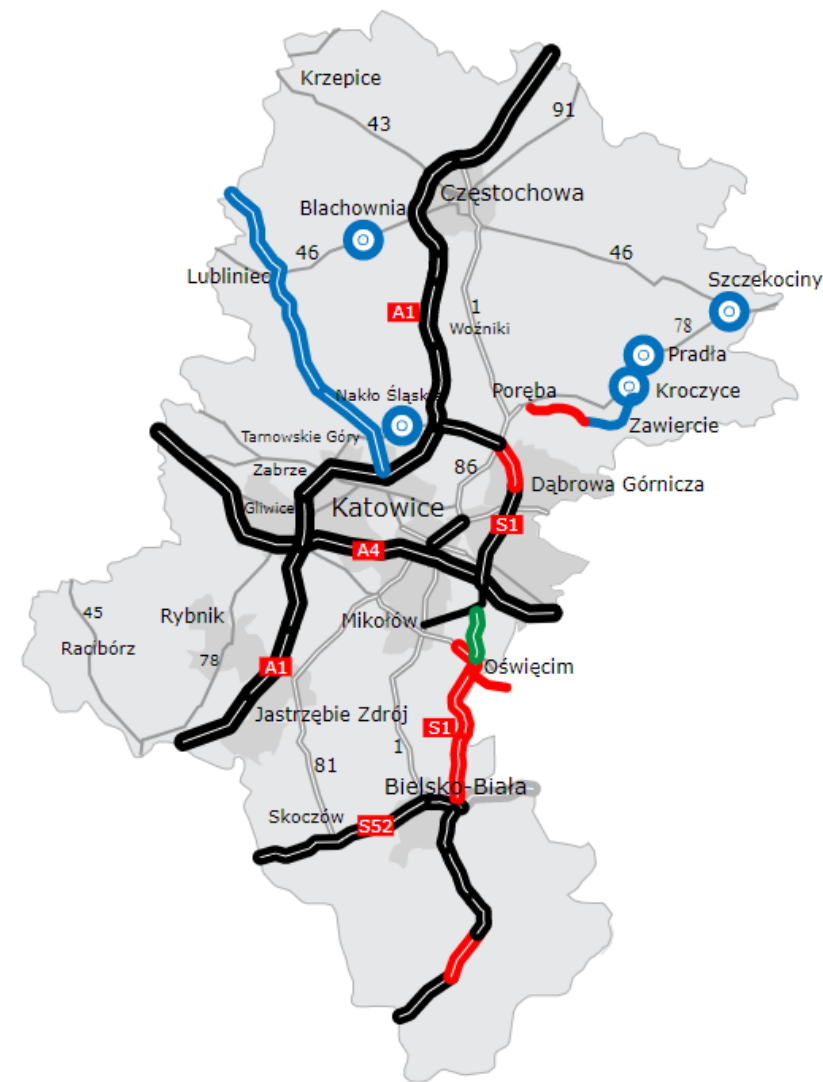 Krzepice
91
43
Częstochowa
Blachownia
46
46
Lubliniec
Szczekociny
1
A1
78
Woźniki
Pradła
Kroczyce
Poręba
Nakło Śląskie
Zawiercie
Tarnowskie Góry
86
Zabrze
Dąbrowa Górnicza
Gliwice
Katowice
S1
A4
45
Rybnik
Mikołów
Racibórz
78
A1
Oświęcim
Jastrzębie Zdrój
S1
1
81
Bielsko-Biała
Skoczów
S52